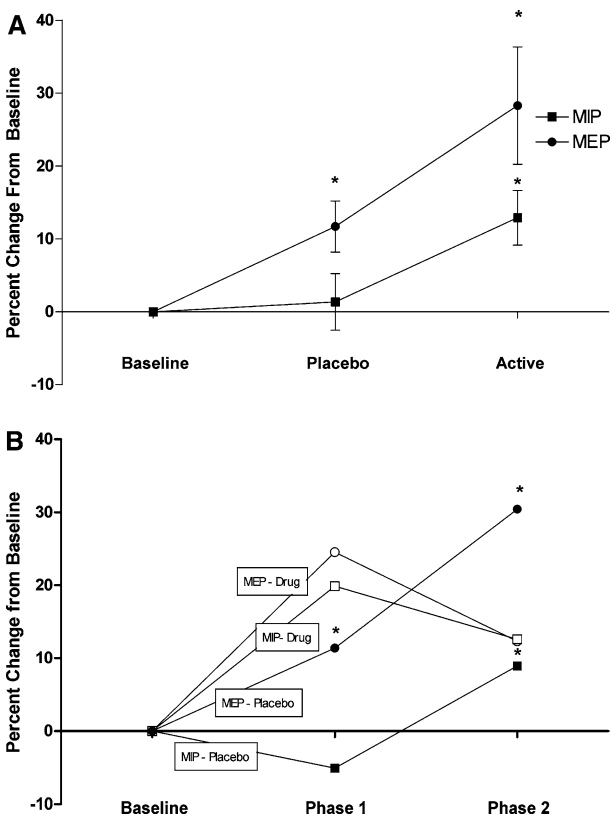 A
Percent Change From Baseline
40
30
20
10
0
-10
*
*
*
MIP
MEP
Baseline Placebo Active
B
Percent Change from Baseline
40
30
20
10
0
-10
*
*
*
MEP - Drug
MIP- Drug
MEP - Placebo
MIP - Placebo
Baseline Phase 1 Phase 2